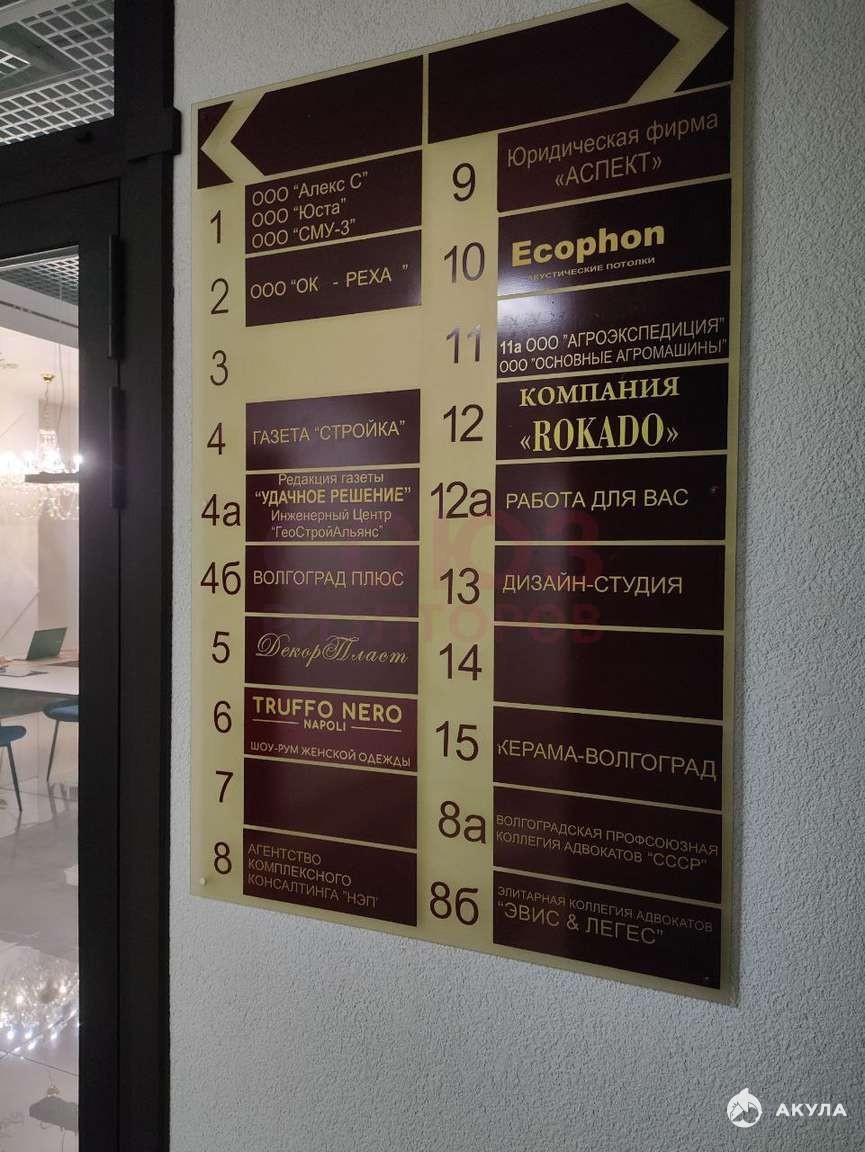 1
ООО "Алекс С"
ООО "Юста"
ООО "СМУ-3"
2
ООО "ОК - РЕХА "
3
4
ГАЗЕТА "СТРОЙКА"
4а
Редакция газеты
"УДАЧНОЕ РЕШЕНИЕ"
Инженерный Центр
"ГеоСтройАльянс"
4б
ВОЛГОГРАД ПЛЮС
5
ДекорПласт
6
TRUFFO NERO
NAPOLI
ШОУ-РУМ ЖЕНСКОЙ ОДЕЖДЫ
7
8
АГЕНТСТВО
КОМПЛЕКСНОГО
КОНСАЛТИНГА "НЭП"
9
Юридическая фирма
«АСПЕКТ»
10
Ecophon
АКУСТИЧЕСКИЕ ПОТОЛКИ
11
11а ООО "АГРОЭКСПЕДИЦИЯ"
ООО "ОСНОВНЫЕ АГРОМАШИНЫ"
12
КОМПАНИЯ
«ROKADO»
12а
РАБОТА ДЛЯ ВАС
13
ДИЗАЙН-СТУДИЯ
14
15
КЕРАМА-ВОЛГОГРАД
8а
ВОЛГОГРАДСКАЯ ПРОФСОЮЗНАЯ
КОЛЛЕГИЯ АДВОКАТОВ "СССР"
8б
ЭЛИТАРНАЯ КОЛЛЕГИЯ АДВОКАТОВ
"ЭВИС & ЛЕГЕС"
АКУЛА